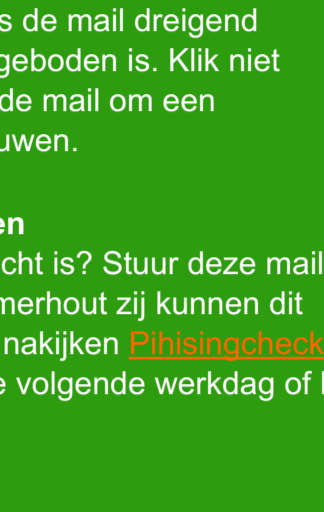 s de mail dreigend
geboden is. Klik niet
de mail om een
uwen.
en
cht is? Stuur deze mail
merhout zij kunnen dit
nakijken Pihisingcheck
e volgende werkdag of